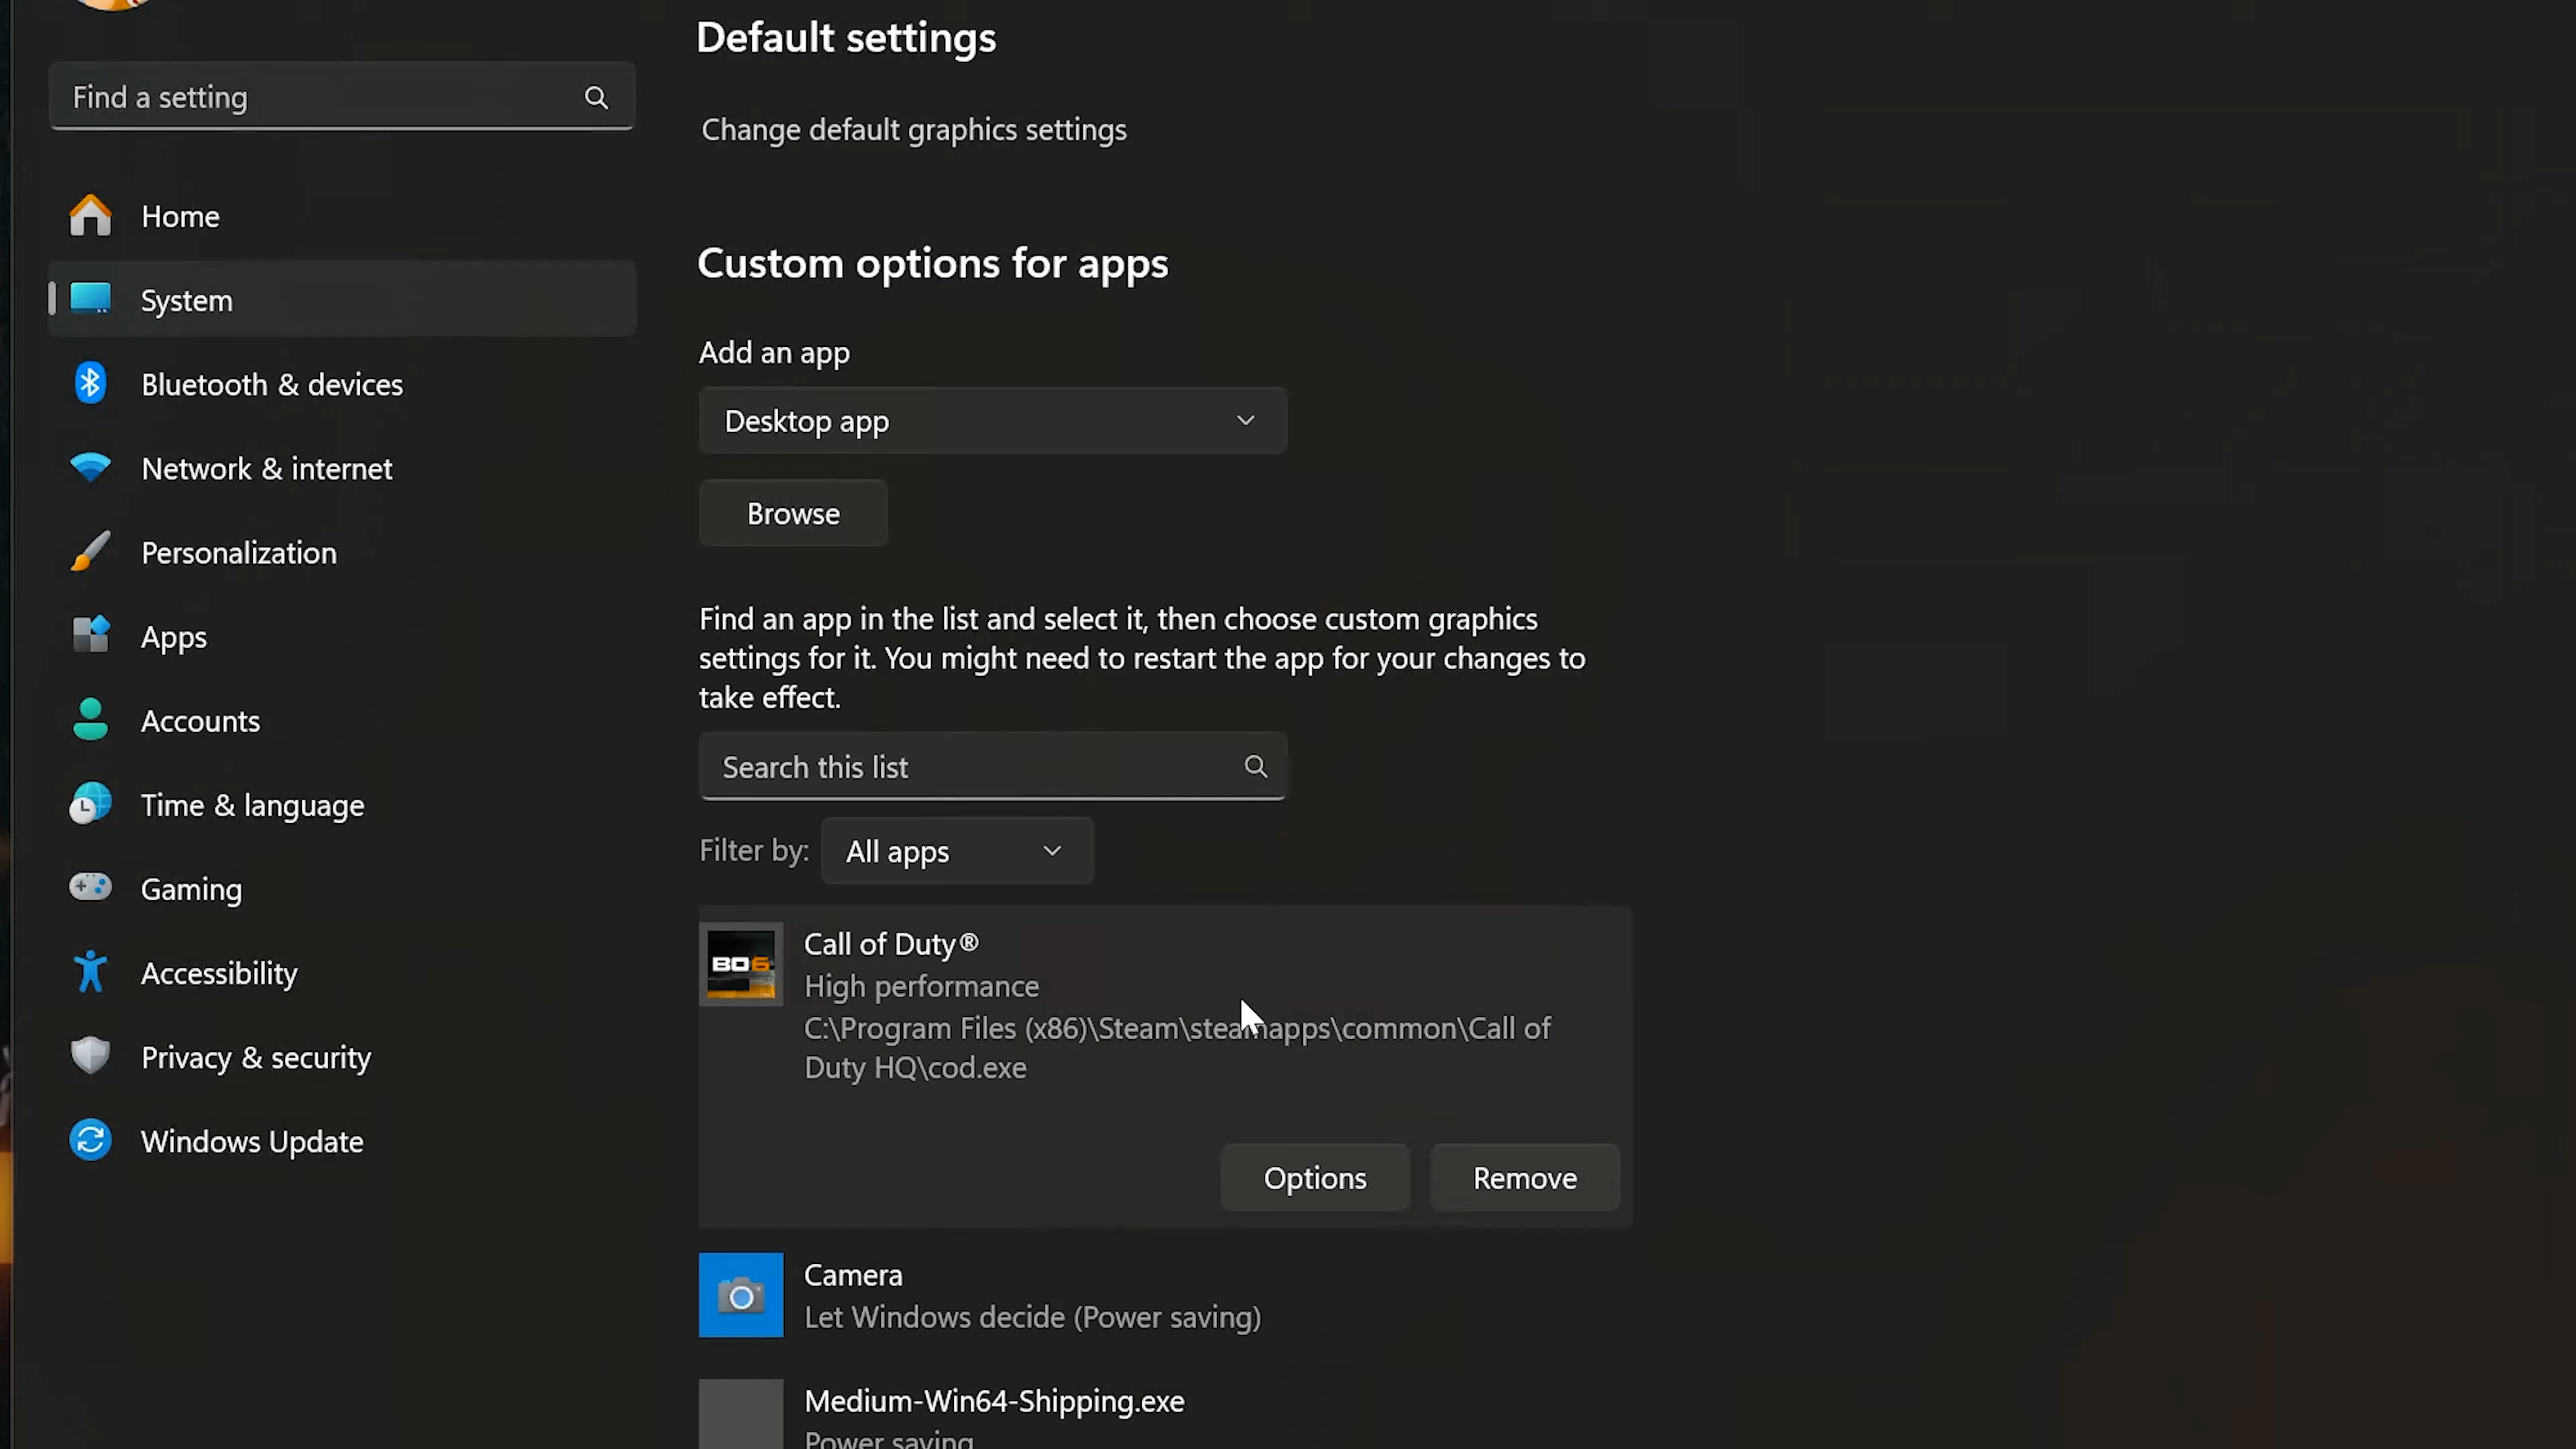 Default settings
Find a setting
Change default graphics settings
Home
System
Bluetooth & devices
Network & internet
Personalization
Apps
Accounts
Time & language
Gaming
Accessibility
Privacy & security
Windows Update
Custom options for apps
Add an app
Desktop app
Browse
Find an app in the list and select it, then choose custom graphics
settings for it. You might need to restart the app for your changes to
take effect.
Search this list
Filter by: All apps
BO6
Call of Duty®
High performance
C:\Program Files (x86)\Steam\steamapps\common\Call of
Duty HQ\cod.exe
Options
Remove
Camera
Let Windows decide (Power saving)
Medium-Win64-Shipping.exe
Power saving